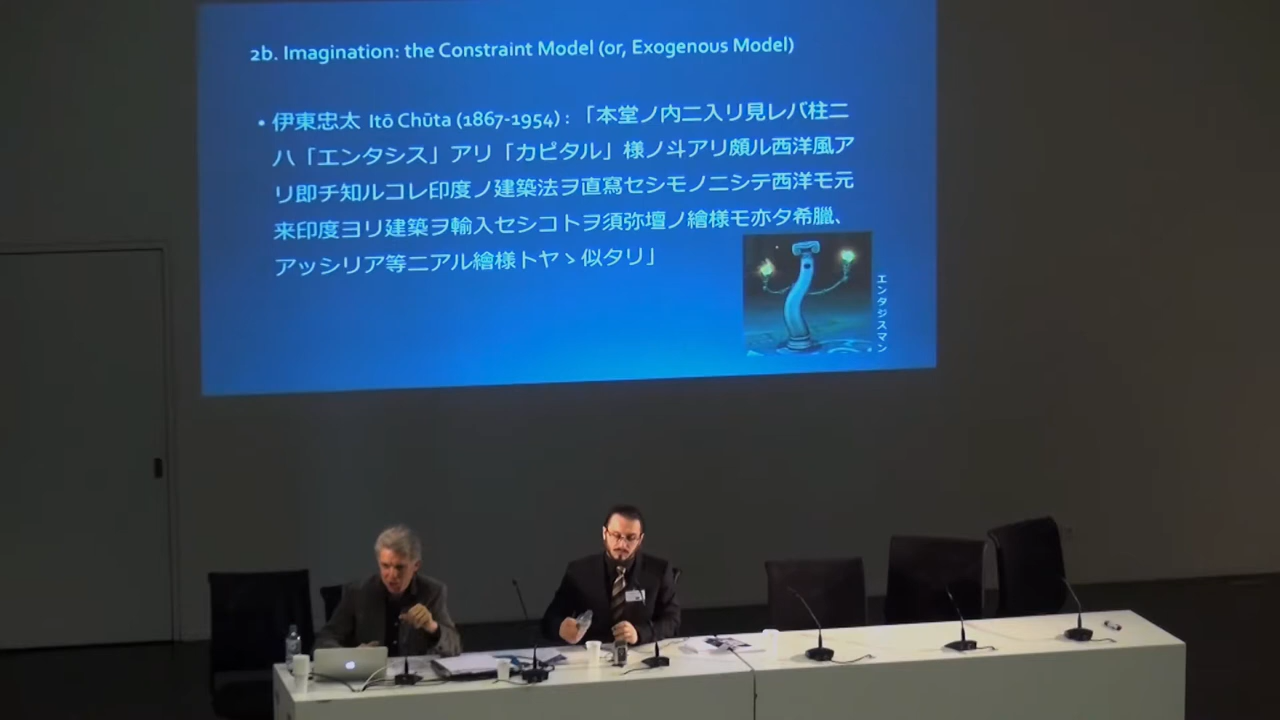 2b. Imagination: the Constraint Model (or, Exogenous Model)
• 伊東忠太 Itō Chūta (1867-1954) : 「本堂ノ内ニ入リ見レバ柱ニ
ハ「エンタシス」アリ「カピタル」様ノ斗アリ頗ル西洋風ア
リ即チ知ルコレ印度ノ建築法ヲ直寫セシモノニシテ西洋モ元
来印度ヨリ建築ヲ輸入セシコトヲ須弥壇ノ繪様モ亦タ希臘、
アッシリア等ニアル繪様トヤヽ似タリ」
エンタジスマン